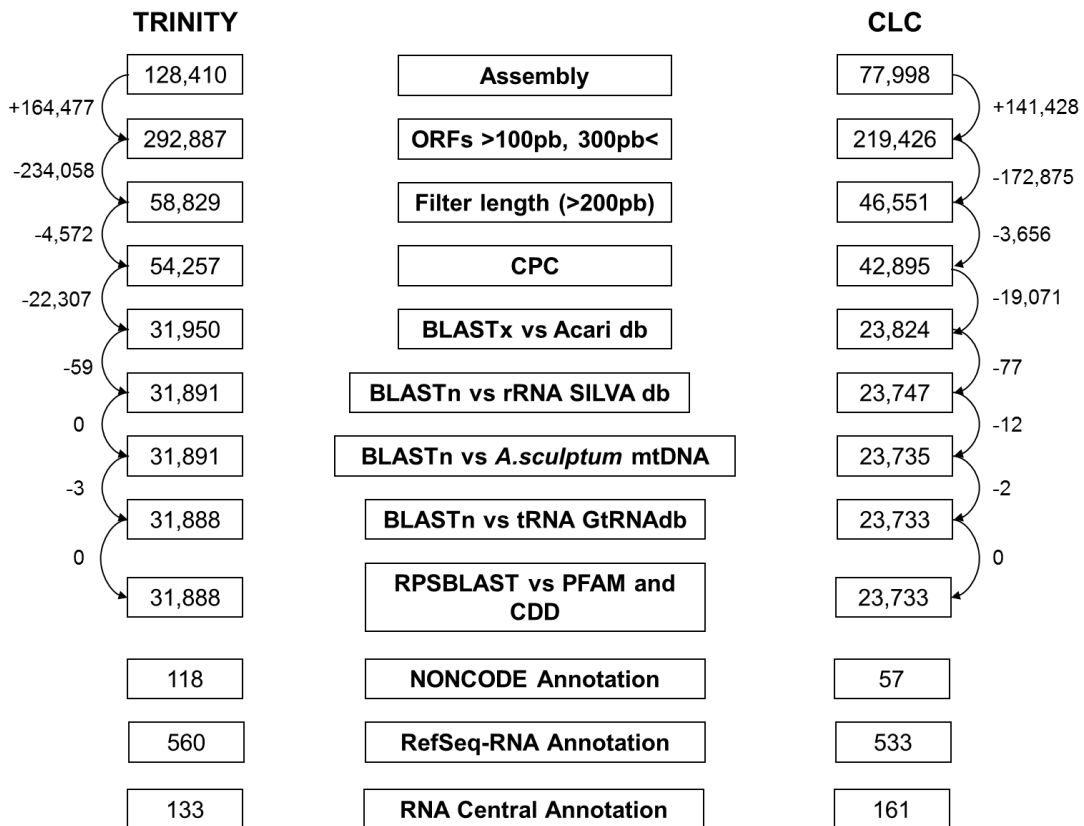 TRINITY CLC
128,410 Assembly 77,998
+164,477 +141,428
292,887 ORFs >100pb, 300pb< 219,426
-234,058 -172,875
58,829 Filter length (>200pb) 46,551
-4,572 -3,656
54,257 CPC 42,895
-22,307 -19,071
31,950 BLASTx vs Acari db 23,824
-59 -77
31,891 BLASTn vs rRNA SILVA db 23,747
0 -12
31,891 BLASTn vs A.sculptum mtDNA 23,735
-3 -2
31,888 BLASTn vs tRNA GtRNAdb 23,733
0 0
31,888 RPSBLAST vs PFAM and 23,733
CDD
118 NONCODE Annotation 57
560 RefSeq-RNA Annotation 533
133 RNA Central Annotation 161